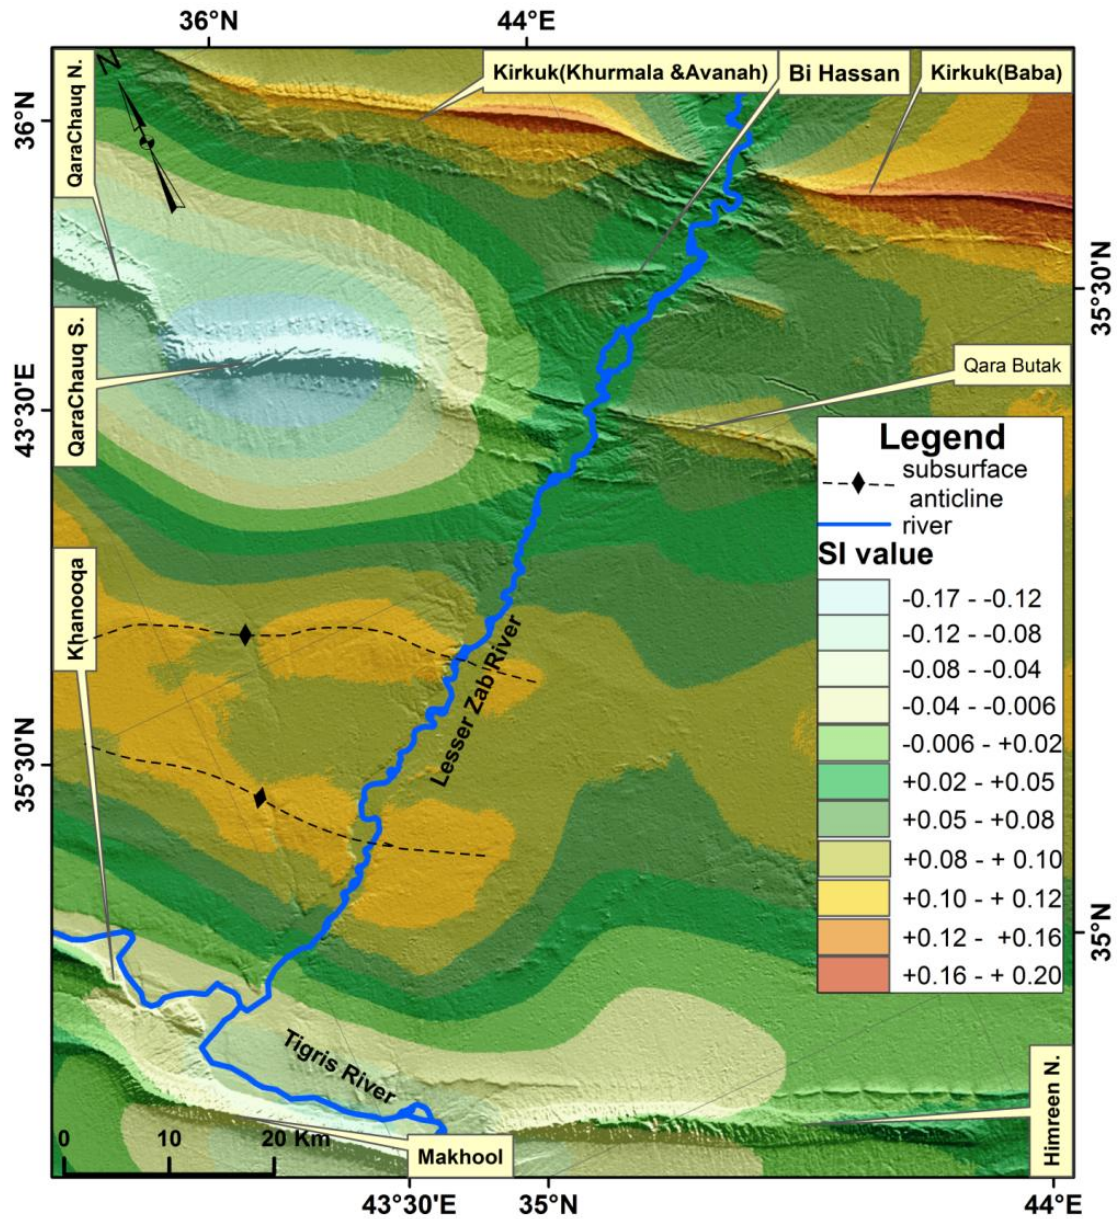 36°N
44°E
N
QaraChauq N.
Kirkuk(Khurmala &Avanah)
Bi Hassan
Kirkuk(Baba)
36°N
35°30'N
QaraChauq S.
Qara Butak
43°30'E
Legend
subsurface
anticline
river
SI value
-0.17 - -0.12
-0.12 - -0.08
-0.08 - -0.04
-0.04 - -0.006
-0.006 - +0.02
+0.02 - +0.05
+0.05 - +0.08
+0.08 - + 0.10
+0.10 - + 0.12
+0.12 - +0.16
+0.16 - + 0.20
Khanooqa
Lesser Zab River
35°30'N
35°N
Tigris River
Himreen N.
0 10 20 Km
Makhool
43°30'E
35°N
44°E